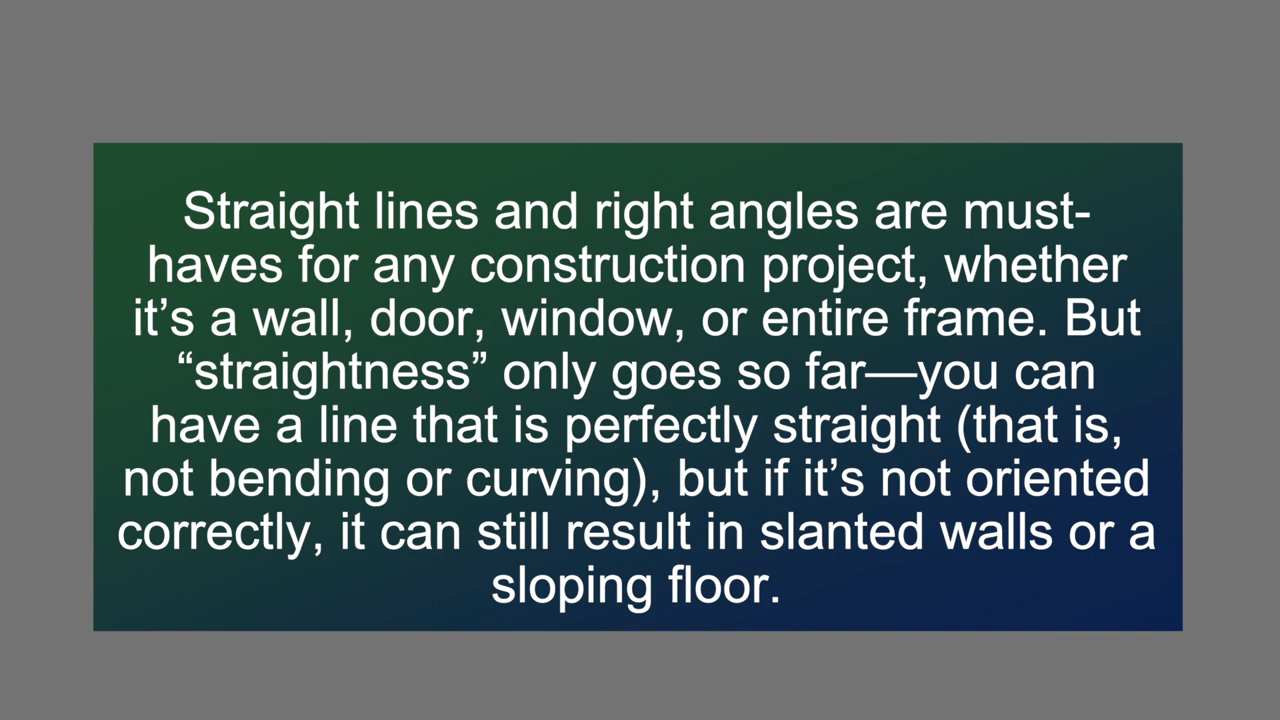 Straight lines and right angles are must-
haves for any construction project, whether
it’s a wall, door, window, or entire frame. But
“straightness” only goes so far—you can
have a line that is perfectly straight (that is,
not bending or curving), but if it’s not oriented
correctly, it can still result in slanted walls or a
sloping floor.